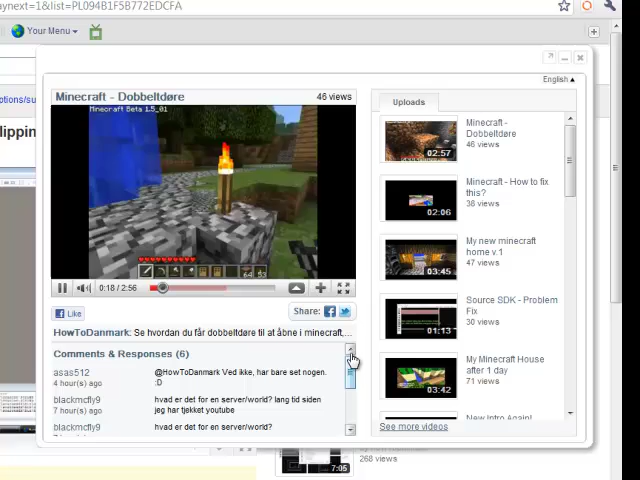 aynext=1&list=PL094B1F5B772EDCFA
Your Menu
English
Minecraft - Dobbeltdøre
46 views
Minecraft Beta 1.5_01
0:18 / 2:56
Like
Share:
HowToDanmark: Se hvordan du får dobbeltdøre til at åbne i minecraft,...
Comments & Responses (6)
asas512
4 hour(s) ago
@HowToDanmark Ved ikke, har bare set nogen.
:D
blackmcfly9
7 hour(s) ago
hvad er det for en server/world? lang tid siden
jeg har tjekket youtube
blackmcfly9
hvad er det for en server/world?
Uploads
02:57
Minecraft -
Dobbeltdøre
46 views
02:06
Minecraft - How to fix
this?
38 views
03:45
My new minecraft
home v.1
47 views
01:13
Source SDK - Problem
Fix
30 views
03:42
My Minecraft House
after 1 day
71 views
New Intro Again!
See more videos
ptions/su
lippin
7:05
268 views